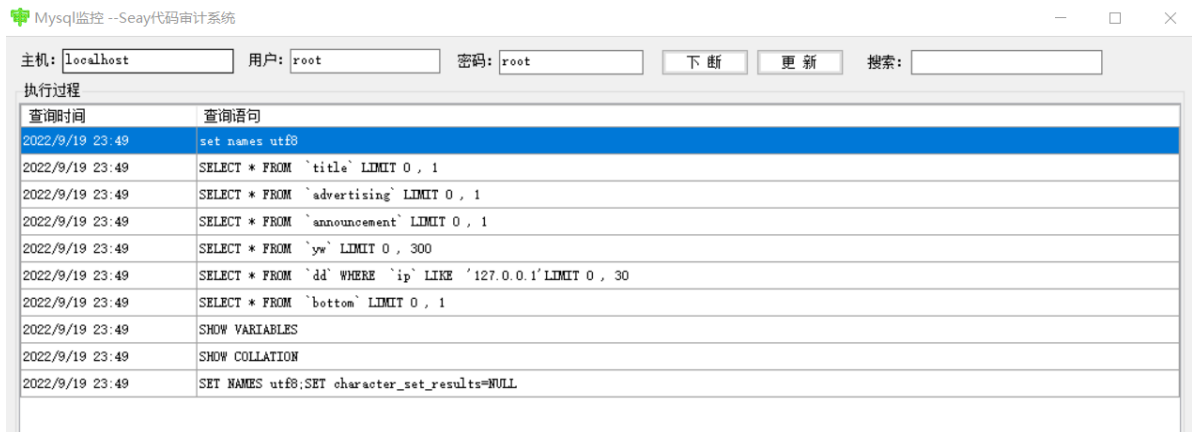 Mysql监控 --Seay代码审计系统
主机: localhost 用户: root 密码: root 下 断 更 新 搜索:
执行过程
查询时间 查询语句
2022/9/19 23:49 set names utf8
2022/9/19 23:49 SELECT * FROM `title` LIMIT 0 , 1
2022/9/19 23:49 SELECT * FROM `advertising` LIMIT 0 , 1
2022/9/19 23:49 SELECT * FROM `announcement` LIMIT 0 , 1
2022/9/19 23:49 SELECT * FROM `yw` LIMIT 0 , 300
2022/9/19 23:49 SELECT * FROM `dd` WHERE `ip` LIKE '127.0.0.1'LIMIT 0 , 30
2022/9/19 23:49 SELECT * FROM `bottom` LIMIT 0 , 1
2022/9/19 23:49 SHOW VARIABLES
2022/9/19 23:49 SHOW COLLATION
2022/9/19 23:49 SET NAMES utf8;SET character_set_results=NULL